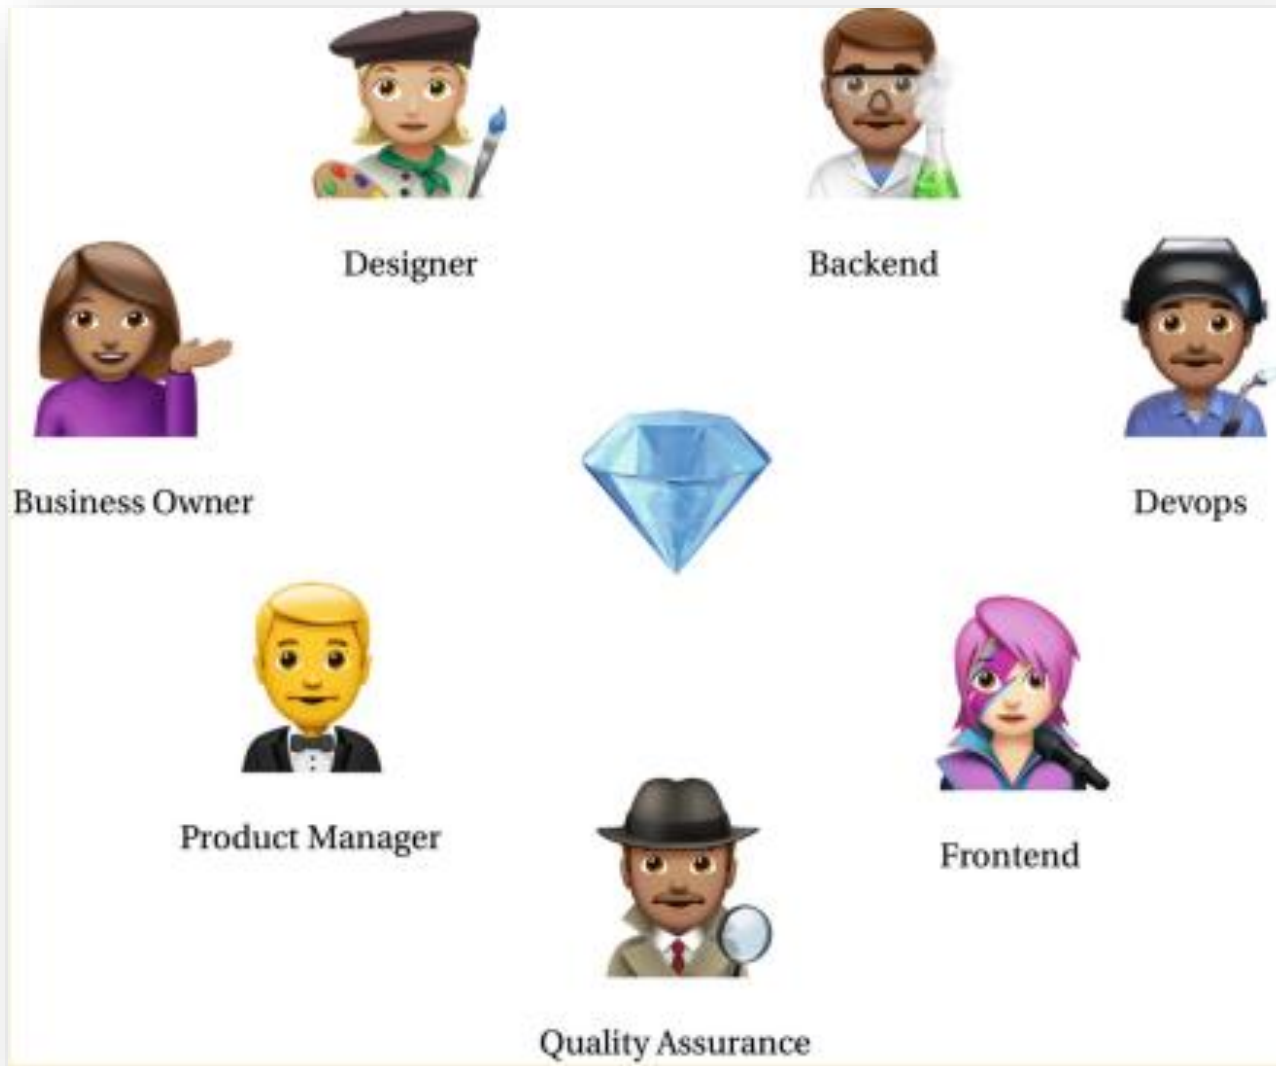 Designer
Backend
Business Owner
Devops
Product Manager
Frontend
Quality Assurance